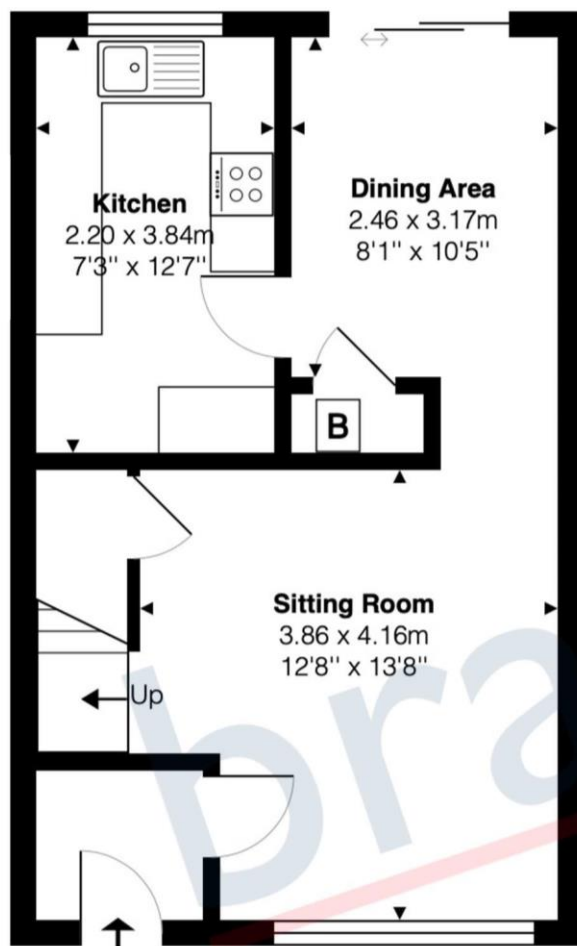 Kitchen
2.20 x 3.84m
7'3'' x 12'7''
Dining Area
2.46 x 3.17m
8'1'' x 10'5''
B
Sitting Room
3.86 x 4.16m
12'8'' x 13'8''
Up
bra